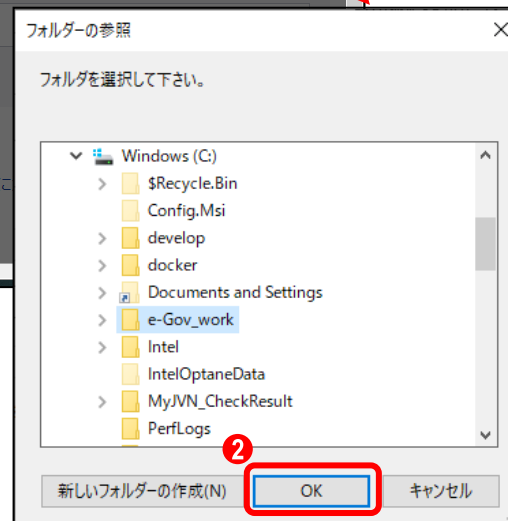 フォルダーの参照
フォルダを選択して下さい。
Windows (C:)
$Recycle.Bin
Config.Msi
develop
docker
Documents and Settings
e-Gov_work
Intel
IntelOptaneData
MyJVN_CheckResult
PerfLogs
2
新しいフォルダーの作成(N)
OK
キャンセル